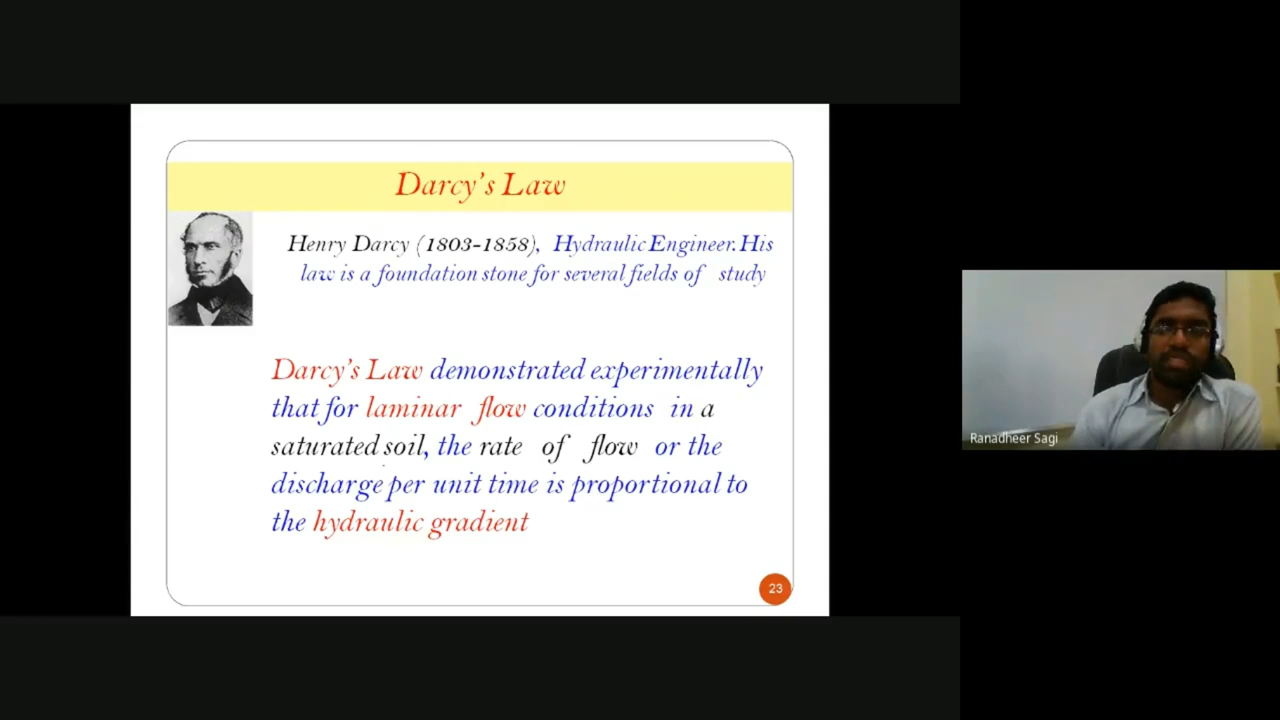 Darcy's Law
Henry Darcy (1803-1858), Hydraulic Engineer. His
law is a foundation stone for several fields of study
Darcy's Law demonstrated experimentally
that for laminar flow conditions in a
saturated soil, the rate of flow or the
discharge per unit time is proportional to
the hydraulic gradient
23
Ranadheer Sagi